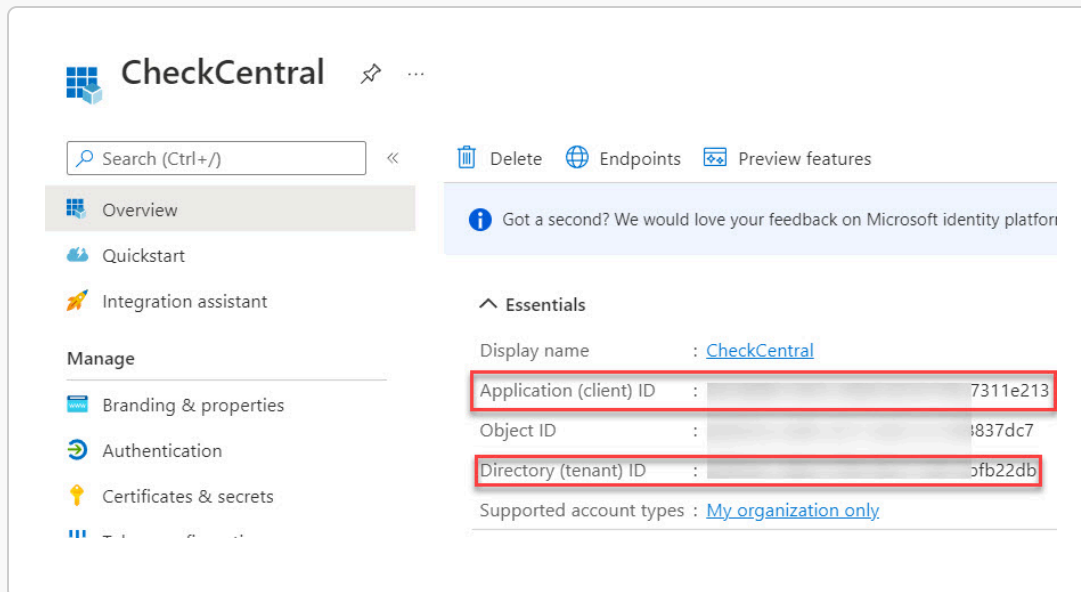 CheckCentral
Search (Ctrl+/)
Overview
Quickstart
Integration assistant
Manage
Branding & properties
Authentication
Certificates & secrets
Delete Endpoints Preview features
Got a second? We would love your feedback on Microsoft identity platfor
Essentials
Display name : CheckCentral
Application (client) ID : 7311e213
Object ID : 837dc7
Directory (tenant) ID : fb22db
Supported account types : My organization only